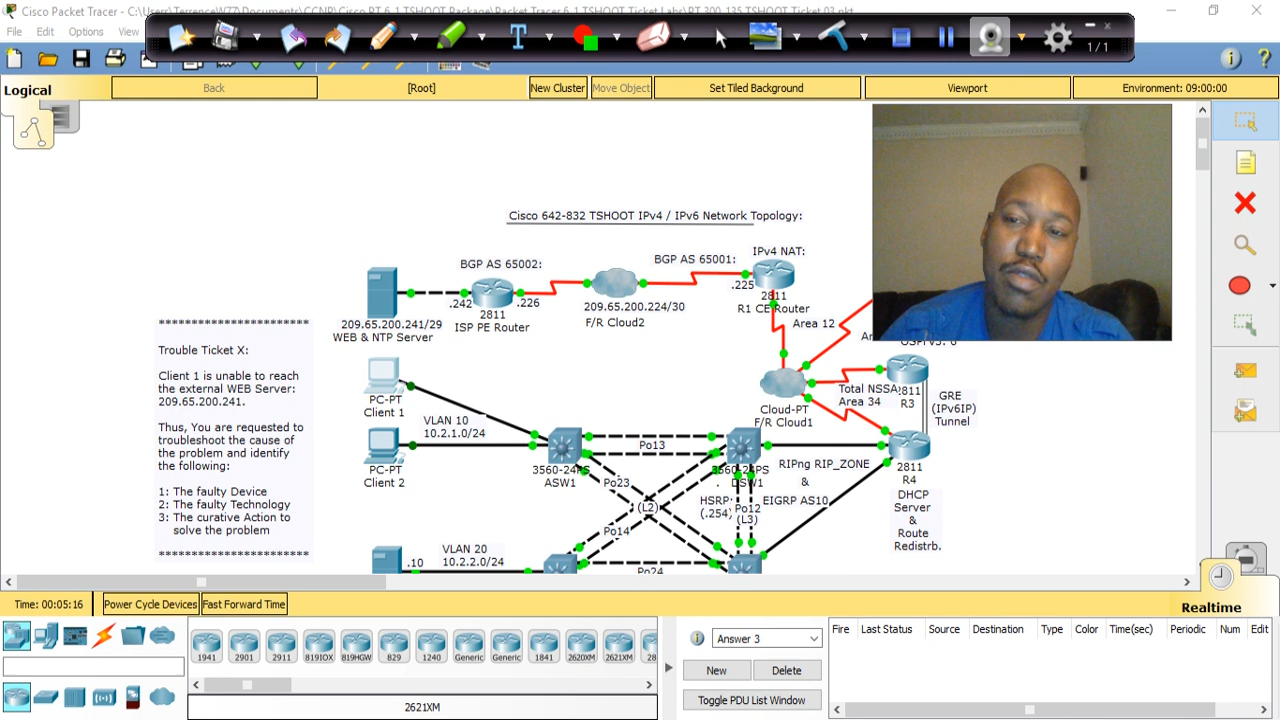 Cisco Packet Tracer - C:\Users\TerrenceW77\Documents\CCNP\Cisco PT 6.1 TSHOOT Package\Packet Tracer 6.1 TSHOOT Ticket Labs\PT 300-135 TSHOOT Ticket 03.pkt
File Edit Options View
1/1
Logical
Back
[Root]
New Cluster
Move Object
Set Tiled Background
Viewport
Environment: 09:00:00
Cisco 642-832 TSHOOT IPv4 / IPv6 Network Topology:
IPv4 NAT:
BGP AS 65002:
BGP AS 65001:
.242
.226
.225
2811
ISP PE Router
209.65.200.224/30
F/R Cloud2
2811
R1 CE Router
209.65.200.241/29
WEB & NTP Server
Area 12
***********************
Trouble Ticket X:
Client 1 is unable to reach
the external WEB Server:
209.65.200.241.
Thus, You are requested to
troubleshoot the cause of
the problem and identify
the following:
1: The faulty Device
2: The faulty Technology
3: The curative Action to
solve the problem
***********************
PC-PT
Client 1
VLAN 10
10.2.1.0/24
PC-PT
Client 2
Cloud-PT
F/R Cloud1
Total NSSA
Area 34
2811
R3
GRE
(IPv6IP)
Tunnel
3560-24PS
ASW1
Po13
3560-24PS
DSW1
RIPng RIP_ZONE
&
EIGRP AS10
2811
R4
DHCP
Server
&
Route
Redistrb.
Po23
(L2)
HSRP:
(.254)
Po12
(L3)
Po14
Po24
.10
VLAN 20
10.2.2.0/24
Time: 00:05:16
Power Cycle Devices
Fast Forward Time
Realtime
1941 2901 2911 819IOX 819HGW 829 1240 Generic Generic 1841 2620XM 2621XM 28
2621XM
Answer 3
New
Delete
Toggle PDU List Window
Fire Last Status Source Destination Type Color Time(sec) Periodic Num Edit